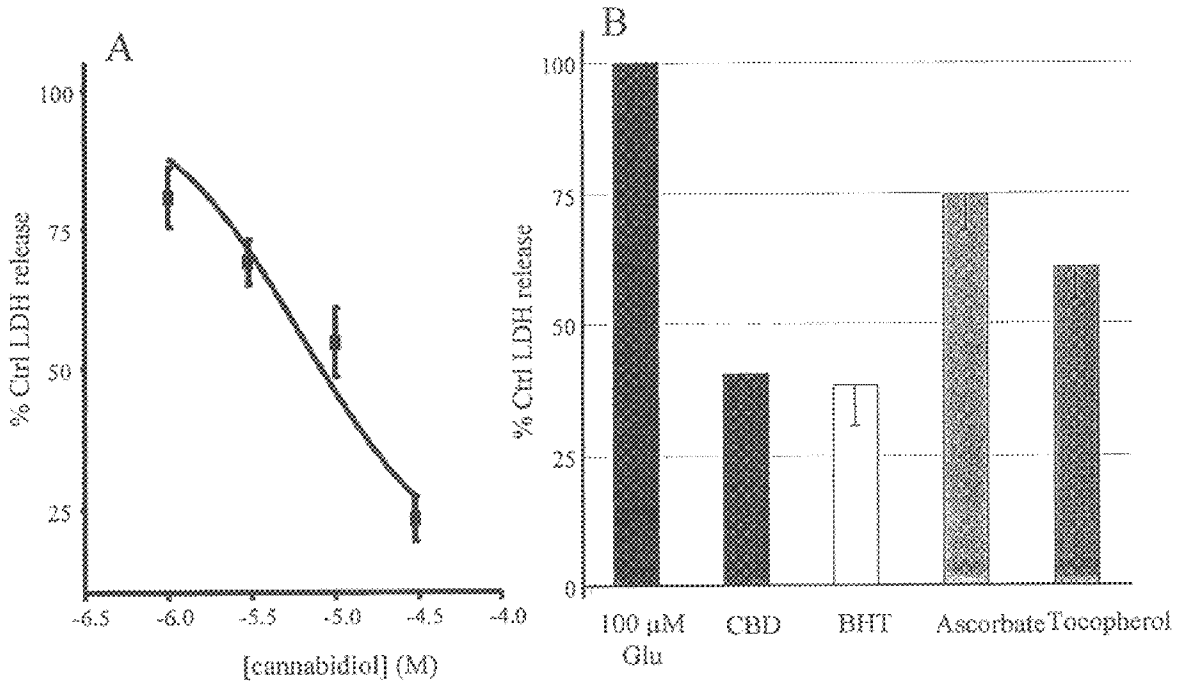 A
% Ctrl LDH release
100
75
50
25
-6.5 -6.0 -5.5 -5.0 -4.5 -4.0
[cannabidiol] (M)
B
% Ctrl LDH release
100
75
50
25
0
100 μM
Glu
CBD
BHT
Ascorbate
Tocopherol